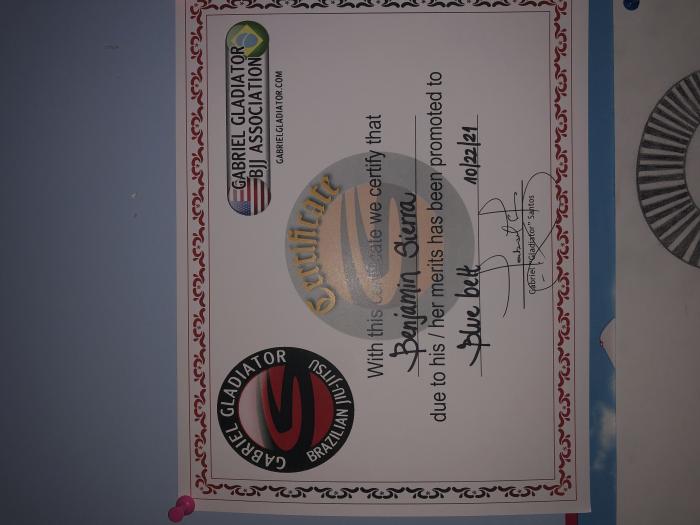 GABRIEL GLADIATOR
BRAZILIAN JIU-JITSU
GABRIEL GLADIATOR
BJJ ASSOCIATION
GABRIELGLADIATOR.COM
Certificate
With this certificate we certify that
Benjamin Sierra
due to his / her merits has been promoted to
Blue belt 10/22/21
Gabriel "Gladiator" Santos